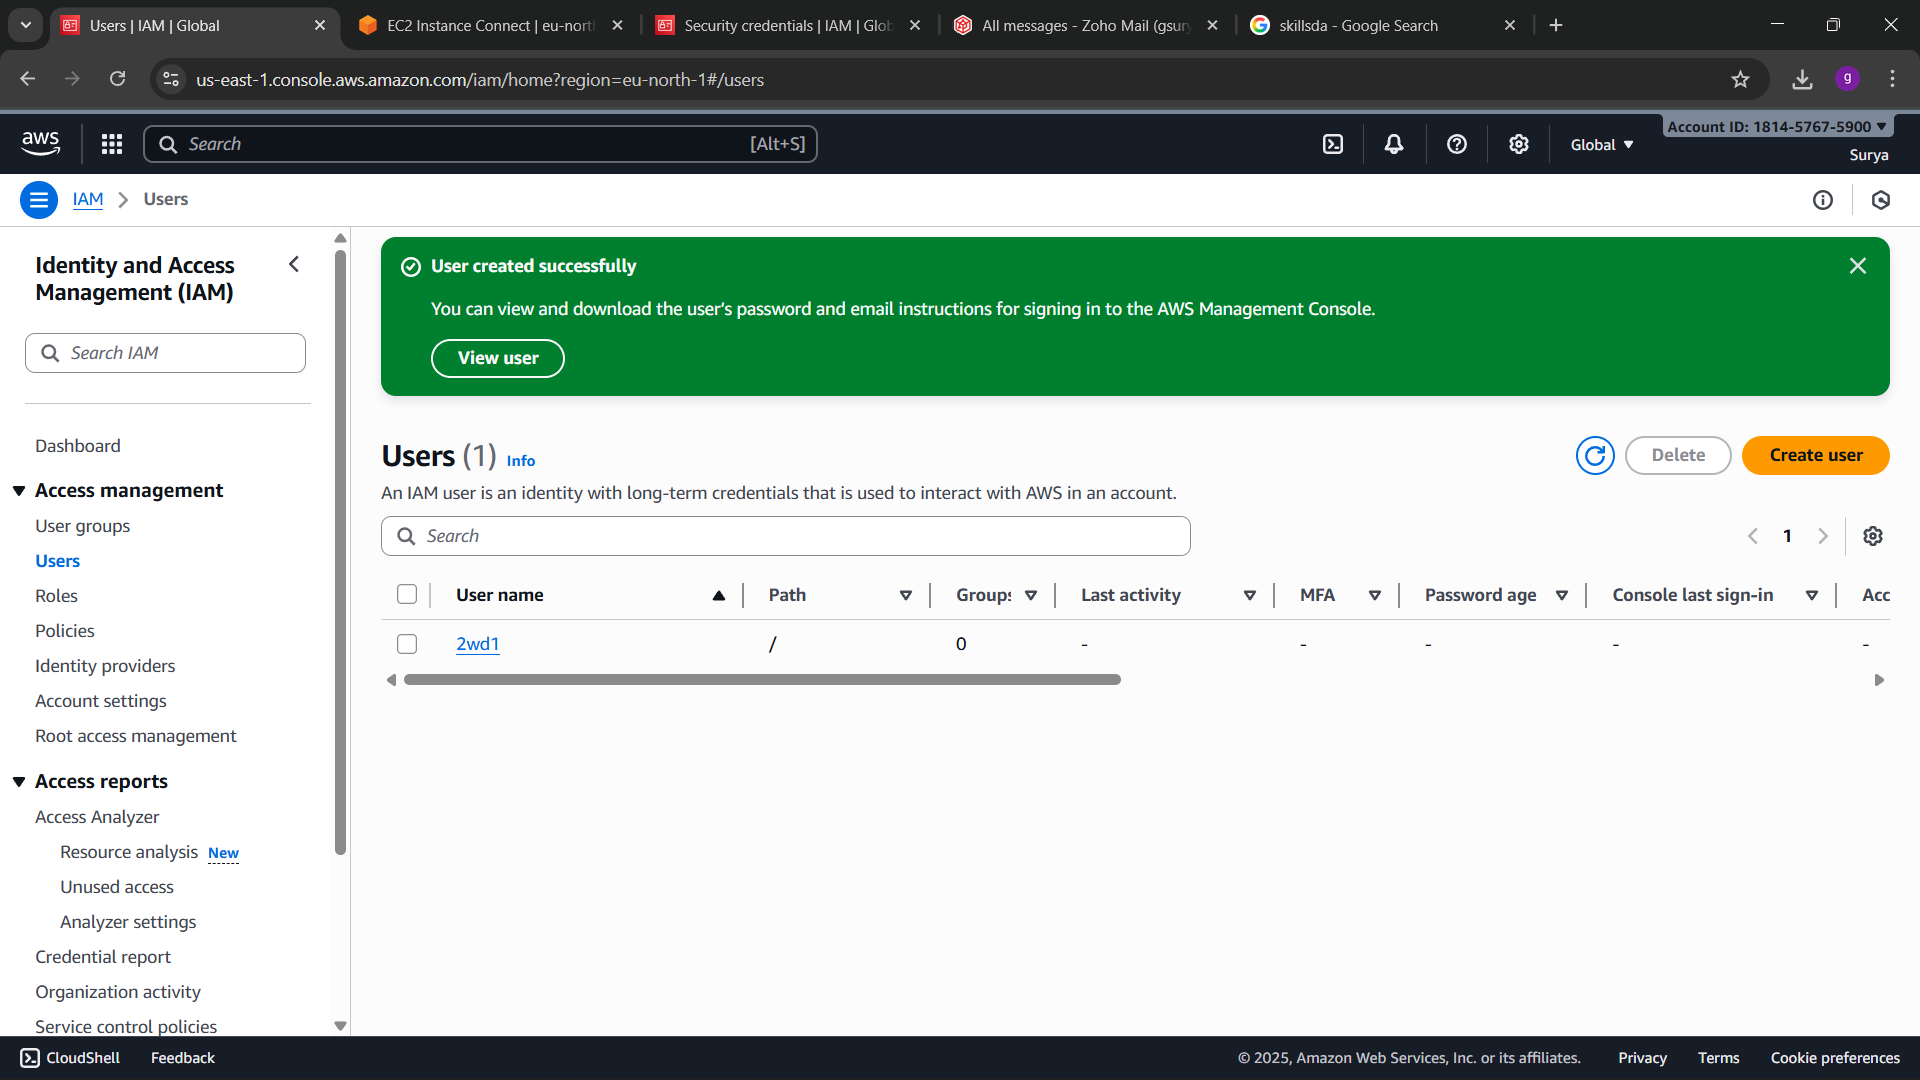 Users | IAM | Global
EC2 Instance Connect | eu-nort
Security credentials | IAM | Glob
All messages - Zoho Mail (gsury
skillsda - Google Search
us-east-1.console.aws.amazon.com/iam/home?region=eu-north-1#/users
g
aws
Search
[Alt+S]
Global
Account ID: 1814-5767-5900
Surya
IAM
Users
Identity and Access
Management (IAM)
Search IAM
Dashboard
Access management
User groups
Users
Roles
Policies
Identity providers
Account settings
Root access management
Access reports
Access Analyzer
Resource analysis New
Unused access
Analyzer settings
Credential report
Organization activity
Service control policies
User created successfully
You can view and download the user's password and email instructions for signing in to the AWS Management Console.
View user
Users (1) Info
Delete
Create user
An IAM user is an identity with long-term credentials that is used to interact with AWS in an account.
Search
1
User name Path Groups Last activity MFA Password age Console last sign-in Acc
2wd1 / 0 - - - - -
CloudShell Feedback
© 2025, Amazon Web Services, Inc. or its affiliates. Privacy Terms Cookie preferences